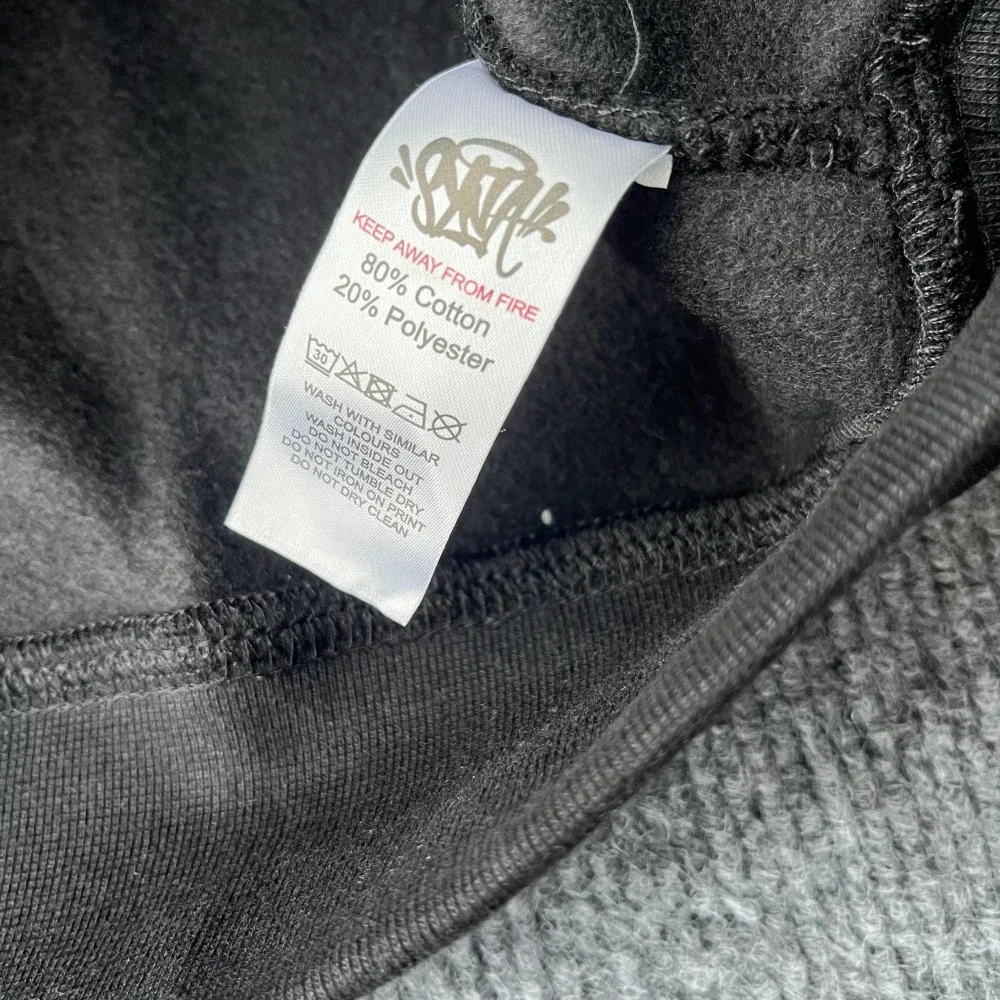 SYNA
KEEP AWAY FROM FIRE
80% Cotton
20% Polyester
30
WASH WITH SIMILAR
COLOURS
WASH INSIDE OUT
DO NOT BLEACH
DO NOT TUMBLE DRY
DO NOT IRON ON PRINT
DO NOT DRY CLEAN